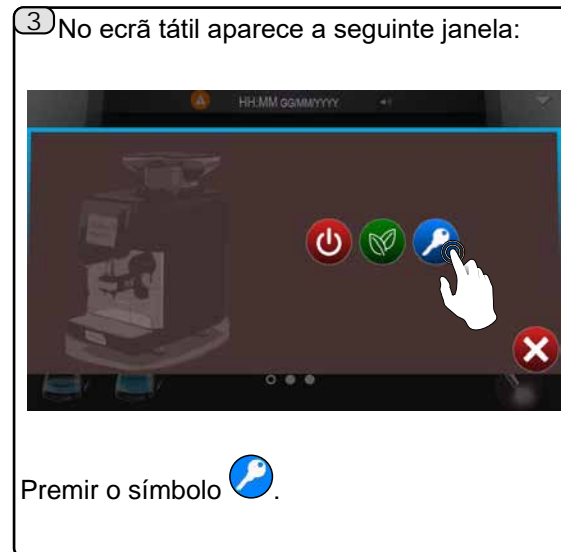 3 No ecrã tátil aparece a seguinte janela:
HH:MM GG/MM/YYYY
Premir o símbolo .